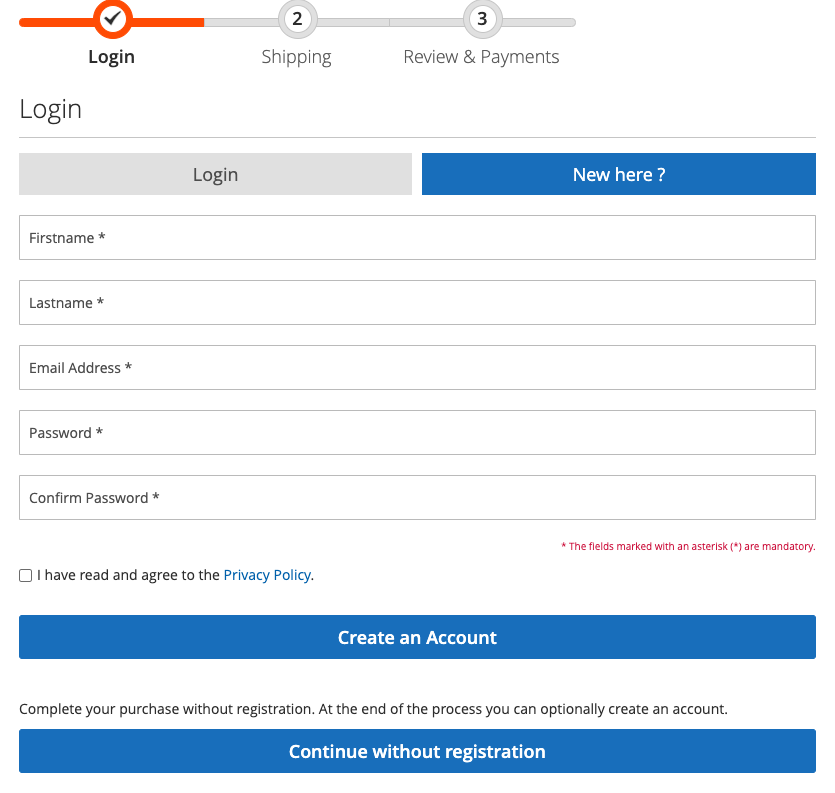 2 3
Login Shipping Review & Payments
Login
Login New here ?
Firstname *
Lastname *
Email Address *
Password *
Confirm Password *
* The fields marked with an asterisk (*) are mandatory.
I have read and agree to the Privacy Policy.
Create an Account
Complete your purchase without registration. At the end of the process you can optionally create an account.
Continue without registration